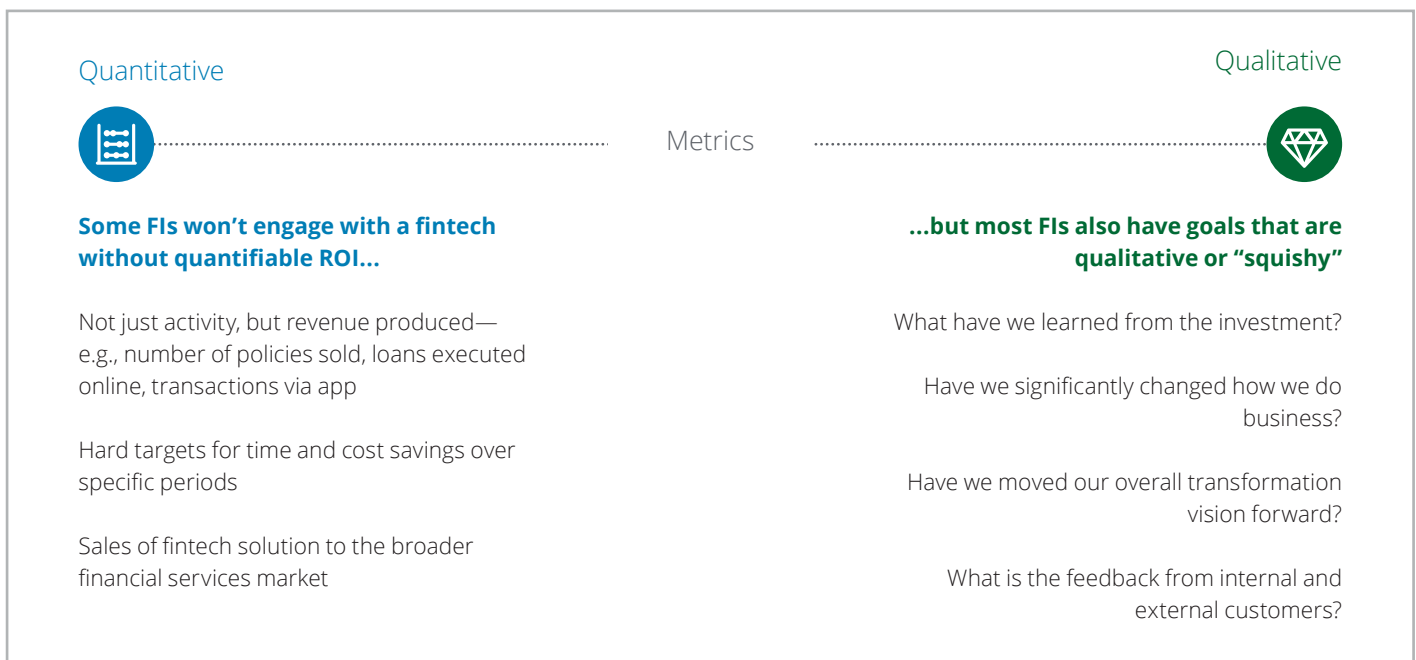 Quantitative
Qualitative
Metrics
Some FIs won’t engage with a fintech
without quantifiable ROI...
Not just activity, but revenue produced—
e.g., number of policies sold, loans executed
online, transactions via app
Hard targets for time and cost savings over
specific periods
Sales of fintech solution to the broader
financial services market
...but most FIs also have goals that are
qualitative or “squishy”
What have we learned from the investment?
Have we significantly changed how we do
business?
Have we moved our overall transformation
vision forward?
What is the feedback from internal and
external customers?